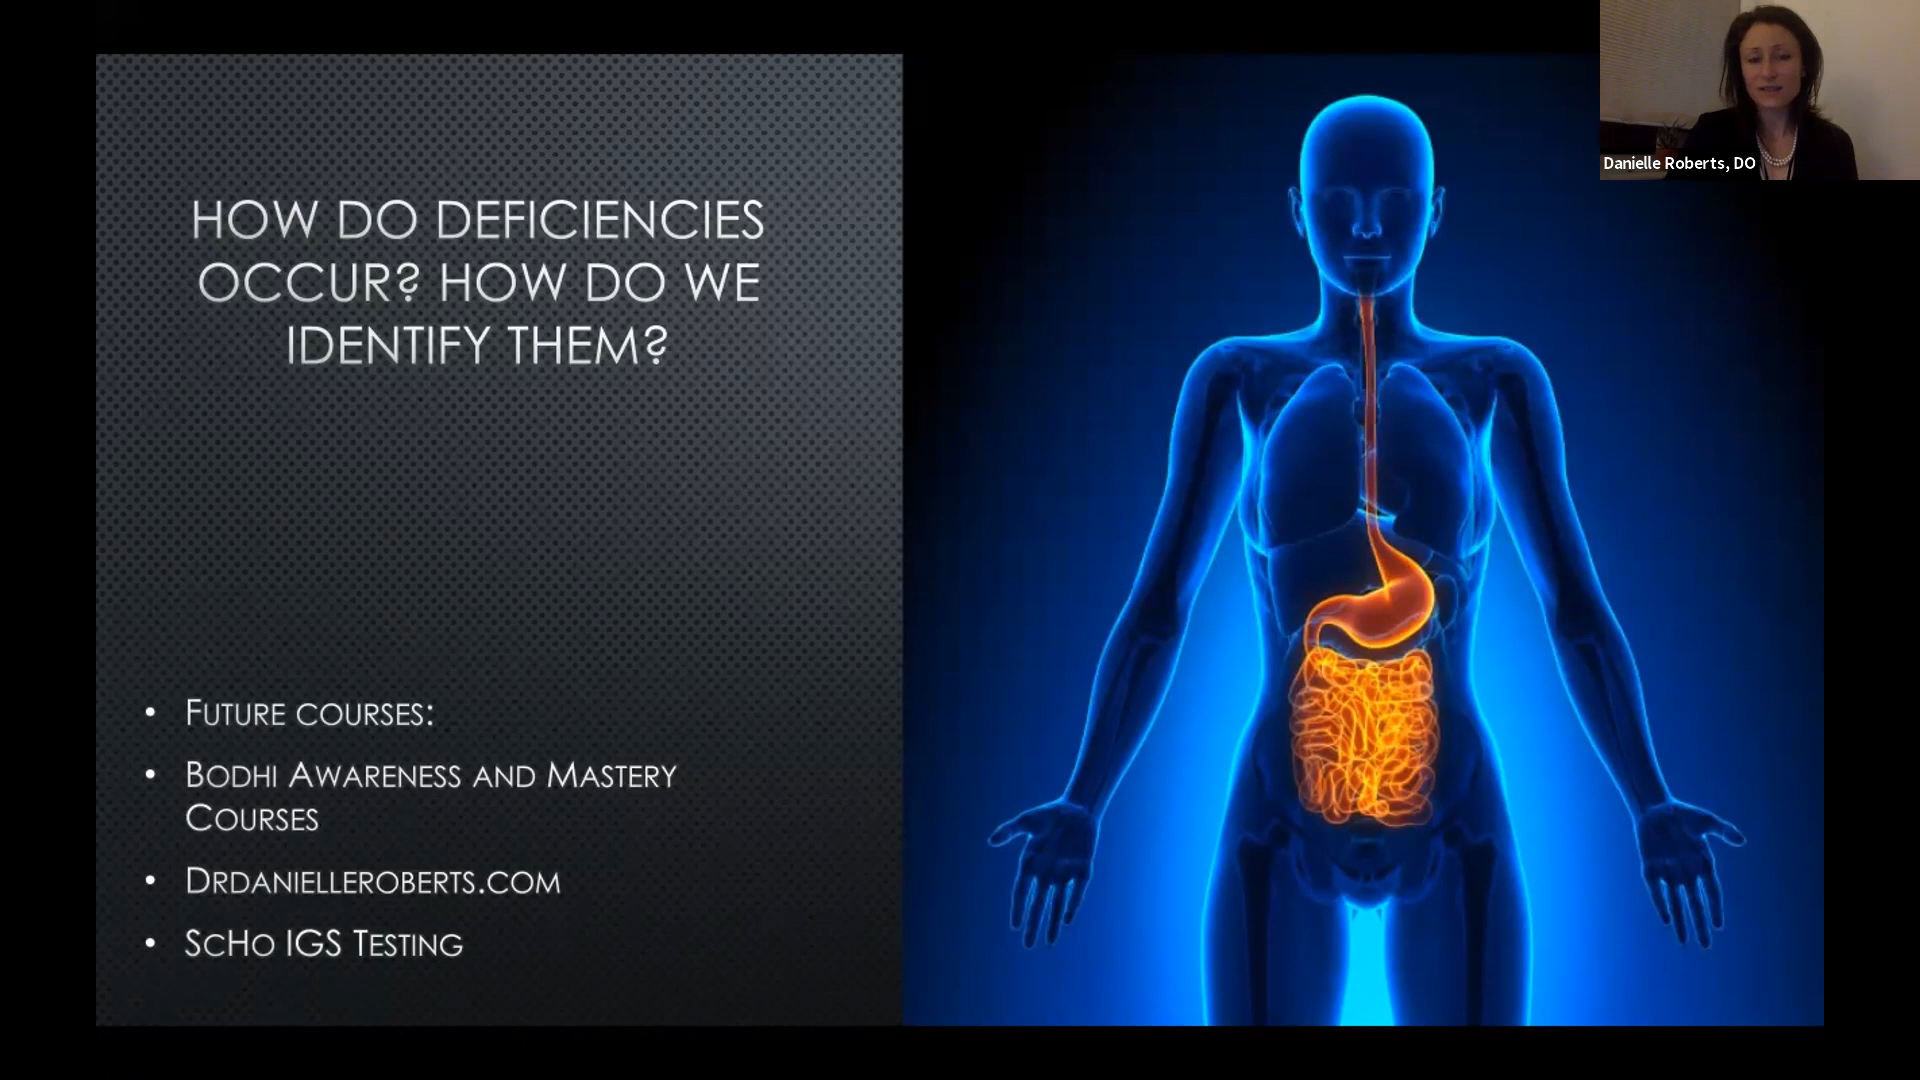 HOW DO DEFICIENCIES
OCCUR? HOW DO WE
IDENTIFY THEM?
• FUTURE COURSES:
• BODHI AWARENESS AND MASTERY
COURSES
• DRDANIELLEROBERTS.COM
• SCHO IGS TESTING
Danielle Roberts, DO